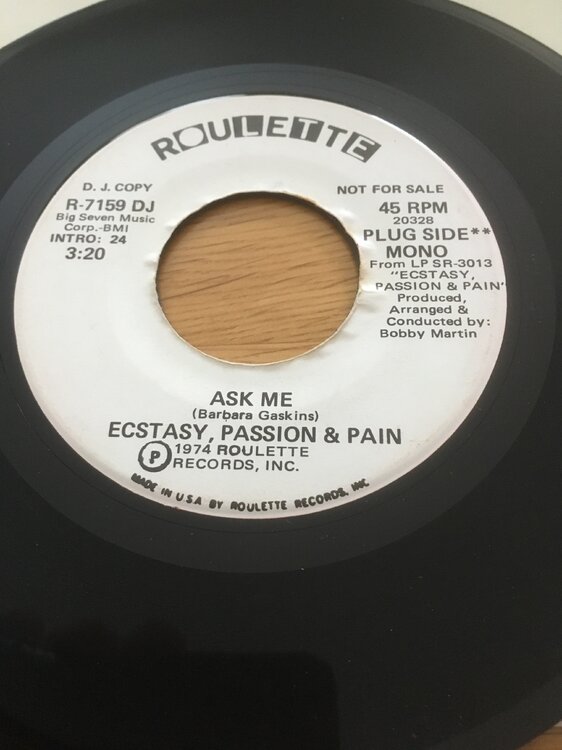 ROULETTE
D. J. COPY
R-7159 DJ
Big Seven Music
Corp.-BMI
INTRO: 24
3:20
NOT FOR SALE
45 RPM
20328
PLUG SIDE**
MONO
From LP SR-3013
"ECSTASY,
PASSION & PAIN"
Produced,
Arranged &
Conducted by:
Bobby Martin
ASK ME
(Barbara Gaskins)
ECSTASY, PASSION & PAIN
Ⓟ 1974 ROULETTE
RECORDS, INC.
MADE IN U.S.A BY ROULETTE RECORDS, INC.